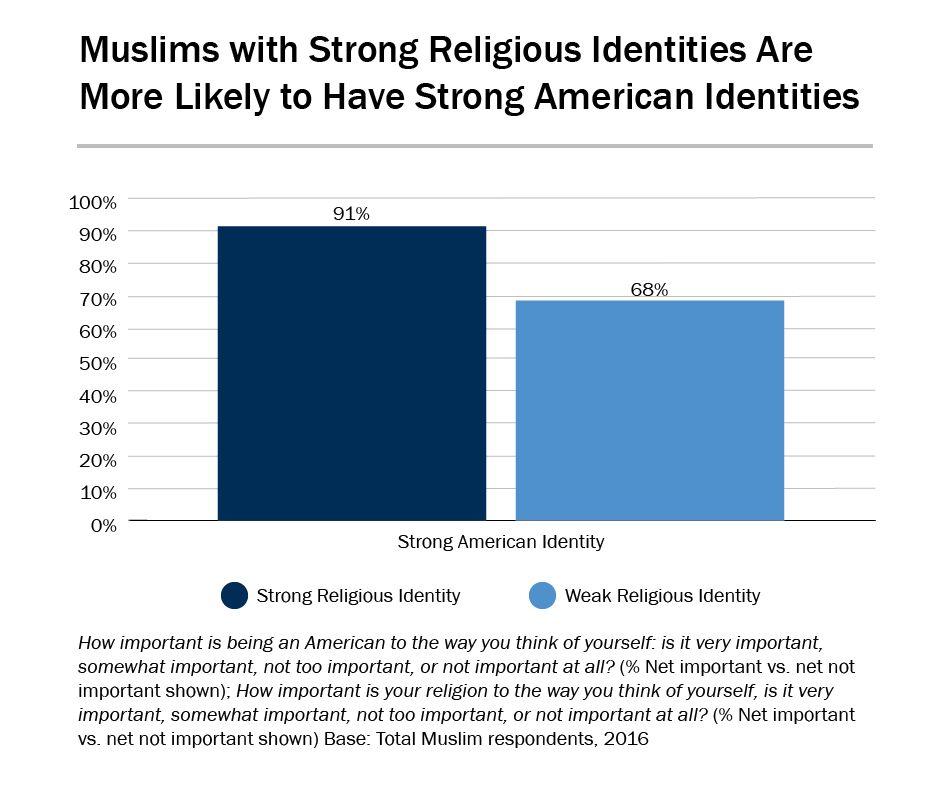 Muslims with Strong Religious Identities Are
More Likely to Have Strong American Identities
100%
90%
80%
70%
60%
50%
40%
30%
20%
10%
0%
91%
68%
Strong American Identity
Strong Religious Identity
Weak Religious Identity
How important is being an American to the way you think of yourself: is it very important,
somewhat important, not too important, or not important at all? (% Net important vs. net not
important shown); How important is your religion to the way you think of yourself, is it very
important, somewhat important, not too important, or not important at all? (% Net important
vs. net not important shown) Base: Total Muslim respondents, 2016